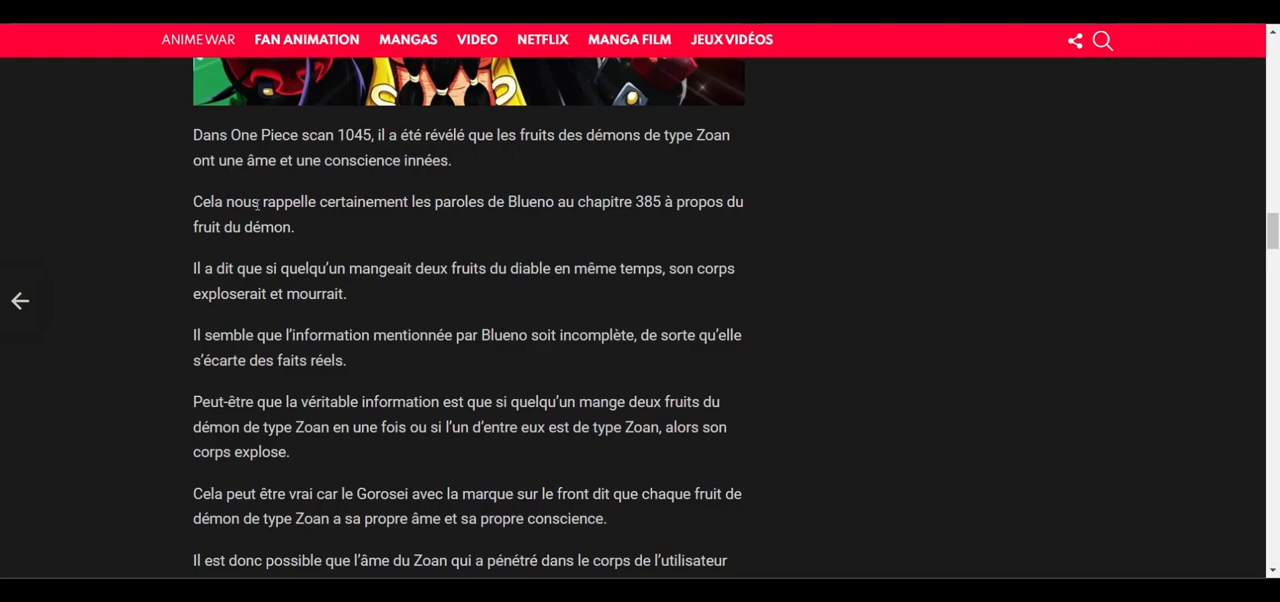 ANIMEWAR FAN ANIMATION MANGAS VIDEO NETFLIX MANGA FILM JEUX VIDÉOS
Dans One Piece scan 1045, il a été révélé que les fruits des démons de type Zoan
ont une âme et une conscience innées.
Cela nous rappelle certainement les paroles de Blueno au chapitre 385 à propos du
fruit du démon.
Il a dit que si quelqu'un mangeait deux fruits du diable en même temps, son corps
exploserait et mourrait.
Il semble que l'information mentionnée par Blueno soit incomplète, de sorte qu'elle
s'écarte des faits réels.
Peut-être que la véritable information est que si quelqu'un mange deux fruits du
démon de type Zoan en une fois ou si l'un d'entre eux est de type Zoan, alors son
corps explose.
Cela peut être vrai car le Gorosei avec la marque sur le front dit que chaque fruit de
démon de type Zoan a sa propre âme et sa propre conscience.
Il est donc possible que l'âme du Zoan qui a pénétré dans le corps de l'utilisateur